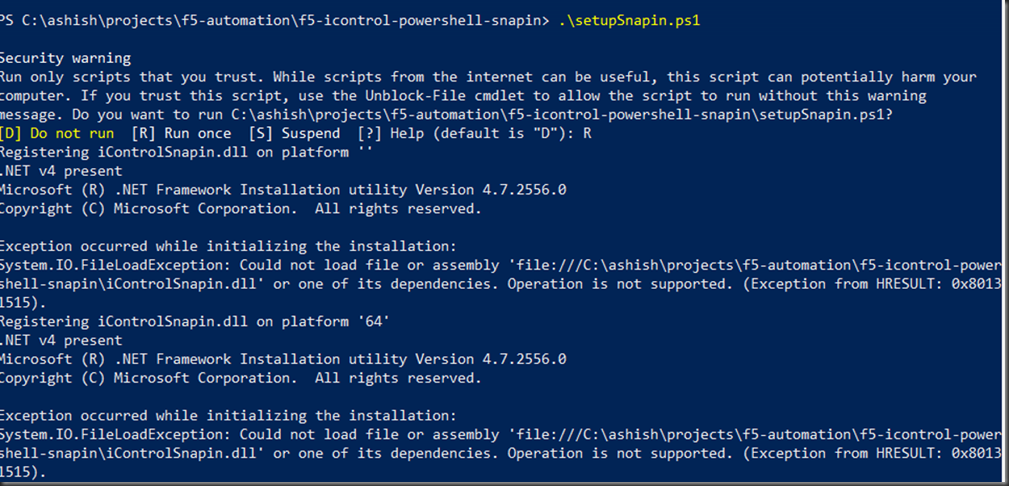 PS C:\ashish\projects\f5-automation\f5-icontrol-powershell-snapin> .\setupSnapin.ps1
Security warning
Run only scripts that you trust. While scripts from the internet can be useful, this script can potentially harm your
computer. If you trust this script, use the Unblock-File cmdlet to allow the script to run without this warning
message. Do you want to run C:\ashish\projects\f5-automation\f5-icontrol-powershell-snapin\setupSnapin.ps1?
[D] Do not run  [R] Run once  [S] Suspend  [?] Help (default is "D"): R
Registering iControlSnapin.dll on platform ''
.NET v4 present
Microsoft (R) .NET Framework Installation utility Version 4.7.2556.0
Copyright (C) Microsoft Corporation.  All rights reserved.
Exception occurred while initializing the installation:
System.IO.FileLoadException: Could not load file or assembly 'file:///C:\ashish\projects\f5-automation\f5-icontrol-power
shell-snapin\iControlSnapin.dll' or one of its dependencies. Operation is not supported. (Exception from HRESULT: 0x8013
1515).
Registering iControlSnapin.dll on platform '64'
.NET v4 present
Microsoft (R) .NET Framework Installation utility Version 4.7.2556.0
Copyright (C) Microsoft Corporation.  All rights reserved.
Exception occurred while initializing the installation:
System.IO.FileLoadException: Could not load file or assembly 'file:///C:\ashish\projects\f5-automation\f5-icontrol-power
shell-snapin\iControlSnapin.dll' or one of its dependencies. Operation is not supported. (Exception from HRESULT: 0x8013
1515).